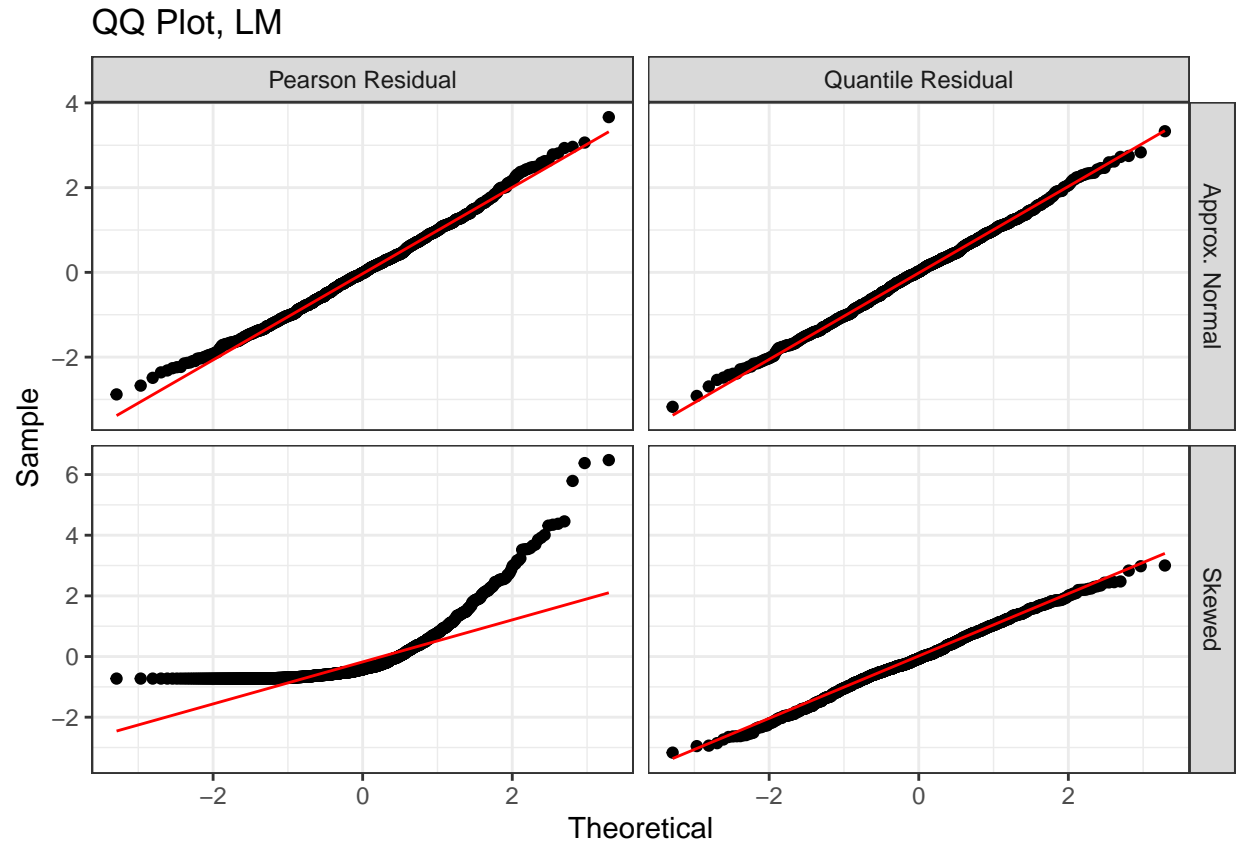 QQ Plot, LM
Pearson Residual
Quantile Residual
4
2
0
−2
Approx. Normal
6
4
2
0
−2
Skewed
Sample
−2
0
2
−2
0
2
Theoretical